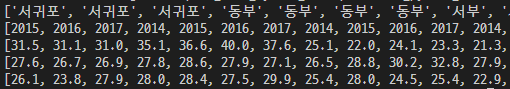 ['서귀포', '서귀포', '서귀포', '동부', '동부', '동부', '동부', '서부',
[2015, 2016, 2017, 2014, 2015, 2016, 2017, 2014, 2015, 2016, 2017, 2014,
[31.5, 31.1, 31.0, 35.1, 36.6, 40.0, 37.6, 25.1, 22.0, 24.1, 23.3, 21.3,
[27.6, 26.7, 26.9, 27.8, 28.6, 27.9, 27.1, 26.5, 28.8, 30.2, 32.8, 27.9,
[26.1, 23.8, 27.9, 28.0, 28.4, 27.5, 29.9, 25.4, 28.0, 24.5, 25.4, 22.9,